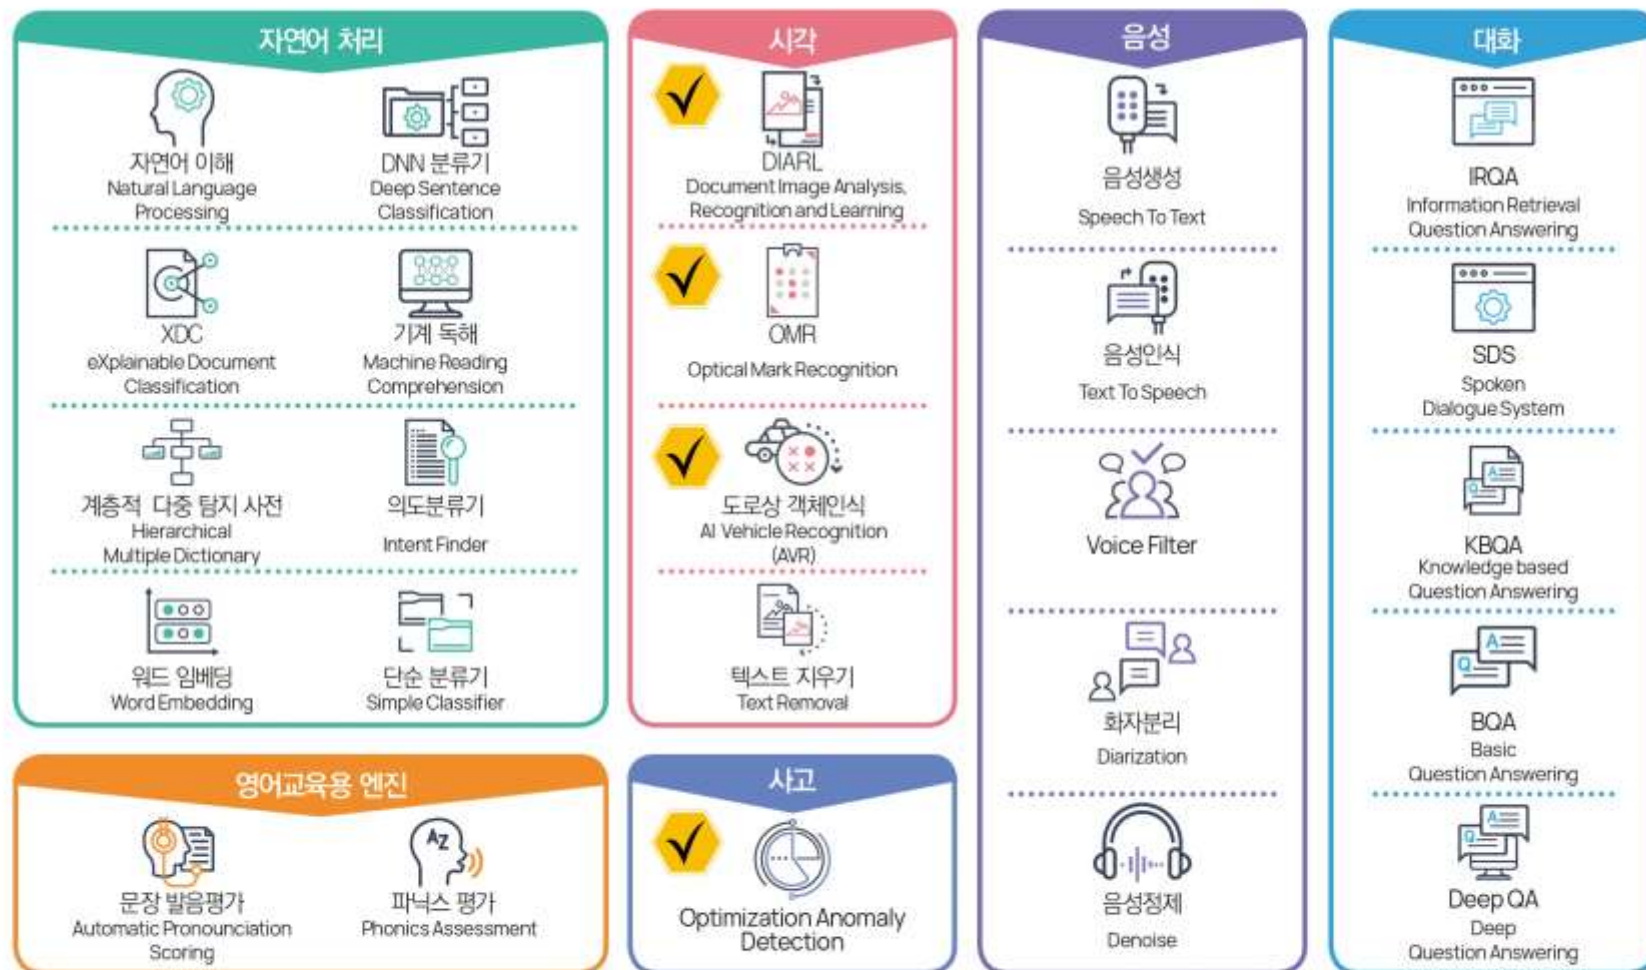 자연어 처리
자연어 이해
Natural Language
Processing
DNN 분류기
Deep Sentence
Classification
XDC
eXplainable Document
Classification
기계 독해
Machine Reading
Comprehension
계층적 다중 탐지 사전
Hierarchical
Multiple Dictionary
의도분류기
Intent Finder
워드 임베딩
Word Embedding
단순 분류기
Simple Classifier
시각
DIARL
Document Image Analysis,
Recognition and Learning
OMR
Optical Mark Recognition
도로상 객체인식
AI Vehicle Recognition
(AVR)
텍스트 지우기
Text Removal
음성
음성생성
Speech To Text
음성인식
Text To Speech
Voice Filter
화자분리
Diarization
음성정제
Denoise
대화
IRQA
Information Retrieval
Question Answering
SDS
Spoken
Dialogue System
A
Q
KBQA
Knowledge based
Question Answering
A
Q
BQA
Basic
Question Answering
A
Q
Deep QA
Deep
Question Answering
영어교육용 엔진
문장 발음평가
Automatic Pronounciation
Scoring
AZ
파닉스 평가
Phonics Assessment
사고
Optimization Anomaly
Detection